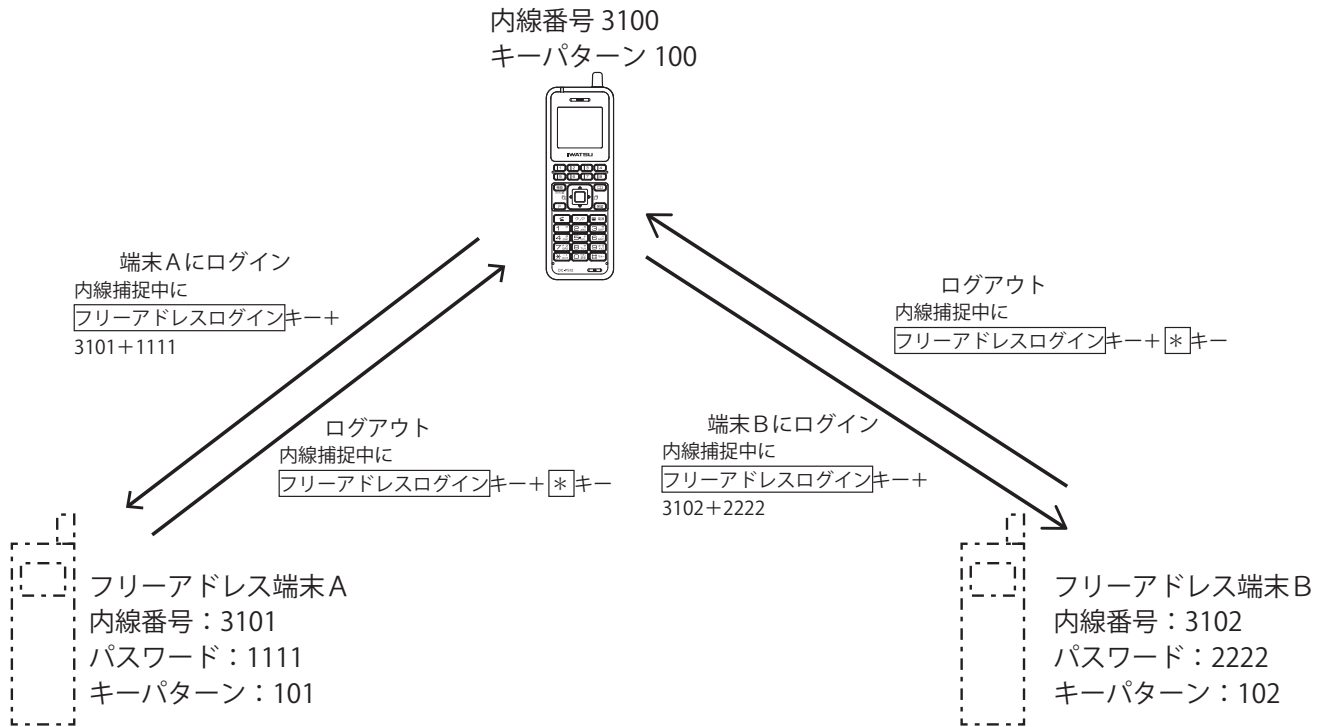 内線番号 3100
キーパターン 100
IWATSU
端末Aにログイン
内線捕捉中に
フリーアドレスログインキー＋
3101＋1111
ログアウト
内線捕捉中に
フリーアドレスログインキー＋＊キー
端末Bにログイン
内線捕捉中に
フリーアドレスログインキー＋
3102＋2222
ログアウト
内線捕捉中に
フリーアドレスログインキー＋＊キー
フリーアドレス端末A
内線番号：3101
パスワード：1111
キーパターン：101
フリーアドレス端末B
内線番号：3102
パスワード：2222
キーパターン：102